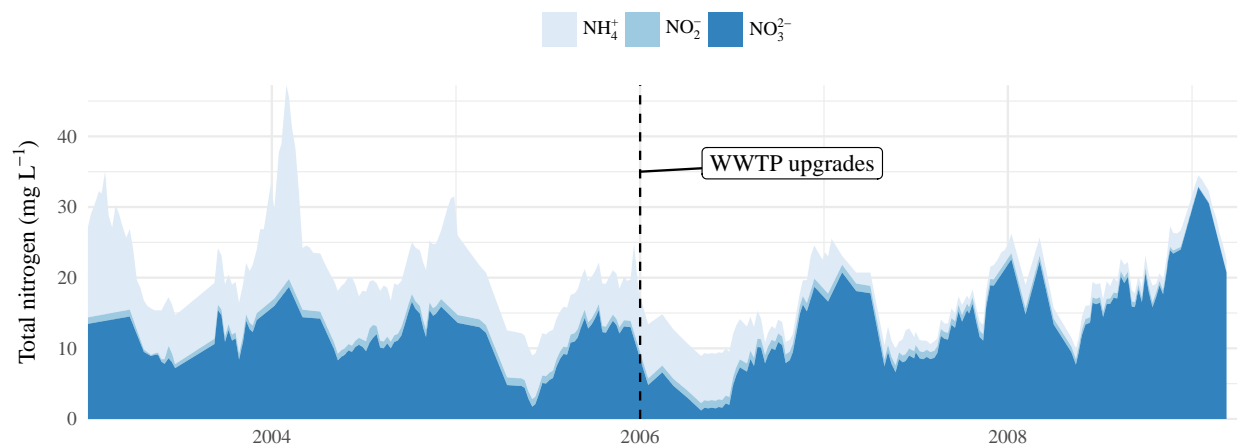 NH₄⁺ NO₂⁻ NO₃²⁻
Total nitrogen (mg L⁻¹)
40
30
20
10
0
WWTP upgrades
2004 2006 2008